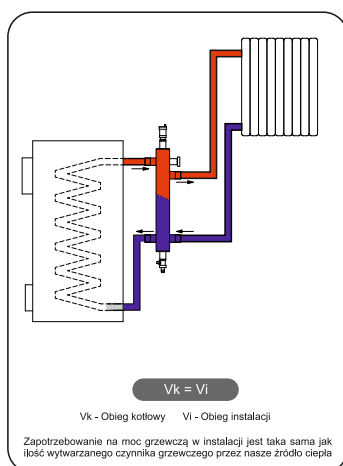 Vk = Vi
Vk - Obieg kotłowy Vi - Obieg instalacji
Zapotrzebowanie na moc grzewczą w instalacji jest taka sama jak
ilość wytwarzanego czynnika grzewczego przez nasze źródło ciepła